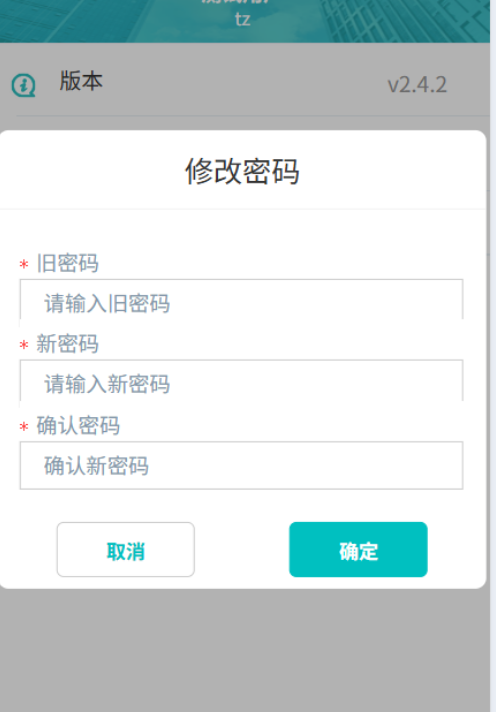 tz
版本
v2.4.2
修改密码
* 旧密码
请输入旧密码
* 新密码
请输入新密码
* 确认密码
确认新密码
取消
确定